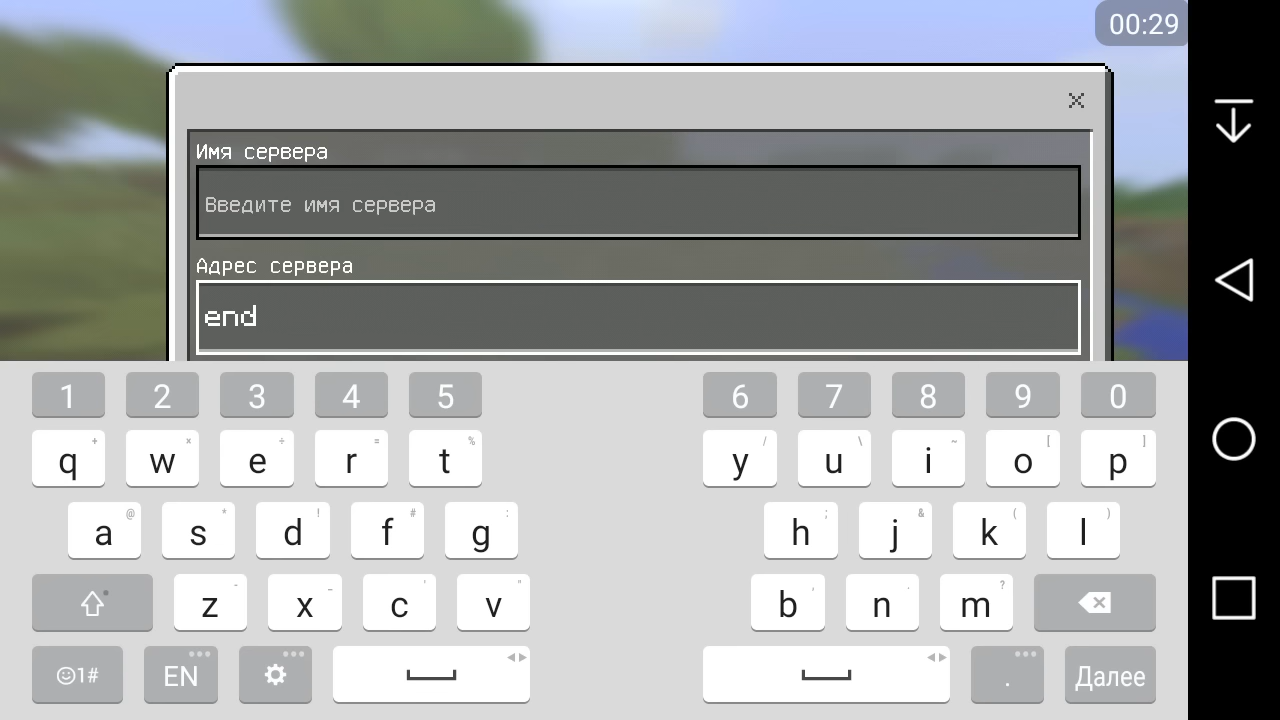 00:29
Имя сервера
Введите имя сервера
Адрес сервера
end
1 2 3 4 5 6 7 8 9 0
+ × ÷ = % / \ ~ [ ]
q w e r t y u i o p
@ * ! # : ; & ( )
a s d f g h j k l
- _ ' " , . ?
z x c v b n m
1# EN . Далее